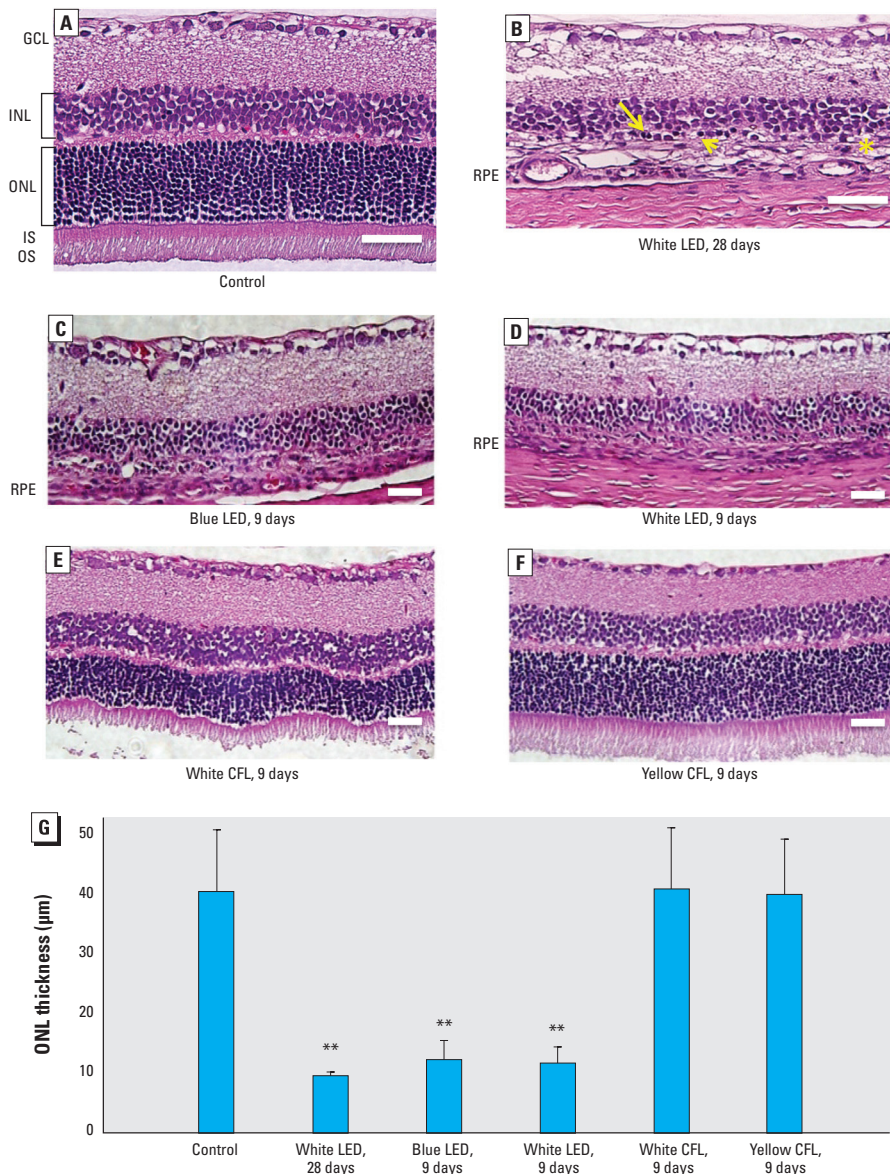 A
GCL
INL
ONL
IS
OS
Control
B
RPE
*
White LED, 28 days
C
RPE
Blue LED, 9 days
D
RPE
White LED, 9 days
E
White CFL, 9 days
F
Yellow CFL, 9 days
G
ONL thickness (μm)
50
40
30
20
10
0
**
**
**
Control
White LED,
28 days
Blue LED,
9 days
White LED,
9 days
White CFL,
9 days
Yellow CFL,
9 days